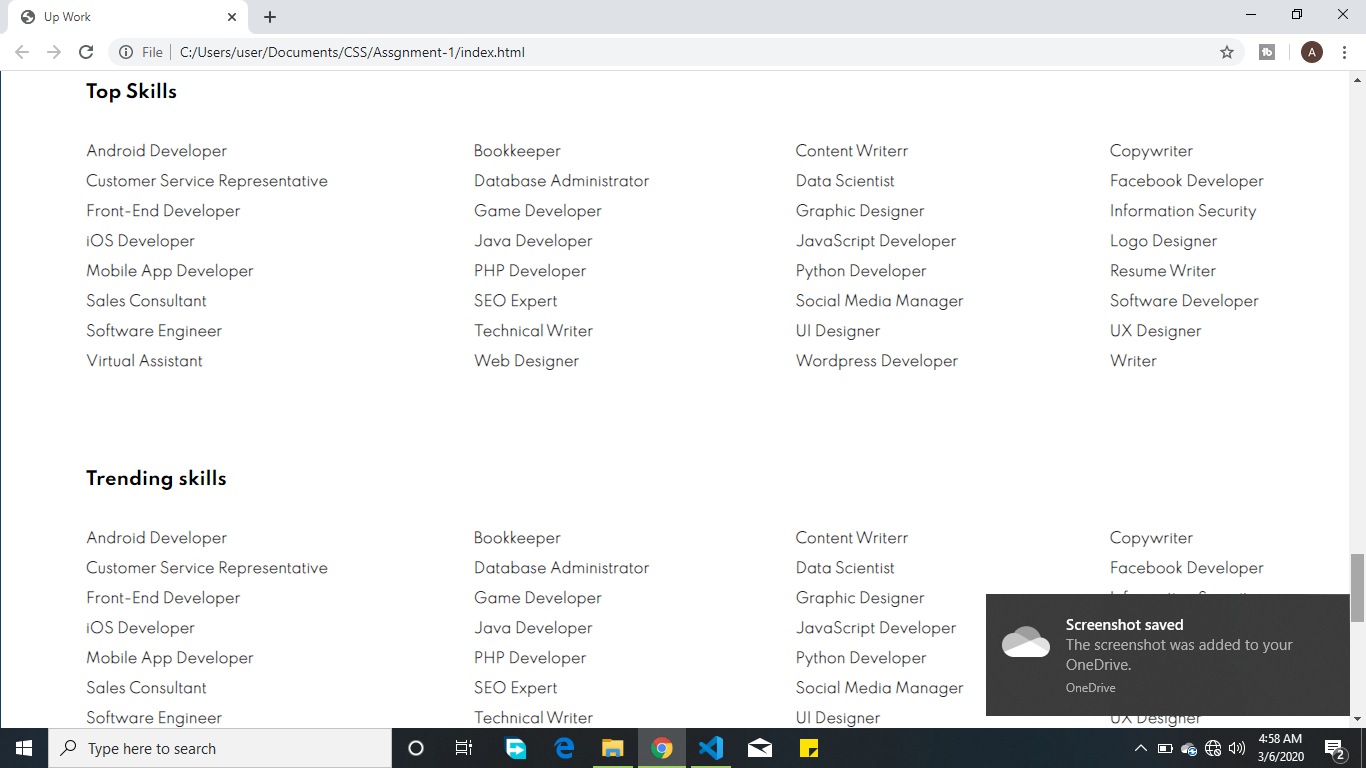 Up Work
File C:/Users/user/Documents/CSS/Assgnment-1/index.html A
Top Skills
Android Developer Bookkeeper Content Writerr Copywriter
Customer Service Representative Database Administrator Data Scientist Facebook Developer
Front-End Developer Game Developer Graphic Designer Information Security
iOS Developer Java Developer JavaScript Developer Logo Designer
Mobile App Developer PHP Developer Python Developer Resume Writer
Sales Consultant SEO Expert Social Media Manager Software Developer
Software Engineer Technical Writer UI Designer UX Designer
Virtual Assistant Web Designer Wordpress Developer Writer
Trending skills
Android Developer Bookkeeper Content Writerr Copywriter
Customer Service Representative Database Administrator Data Scientist Facebook Developer
Front-End Developer Game Developer Graphic Designer
iOS Developer Java Developer JavaScript Developer
Mobile App Developer PHP Developer Python Developer
Sales Consultant SEO Expert Social Media Manager
Software Engineer Technical Writer UI Designer UX Designer
Screenshot saved
The screenshot was added to your
OneDrive.
OneDrive
Type here to search
4:58 AM
3/6/2020
2